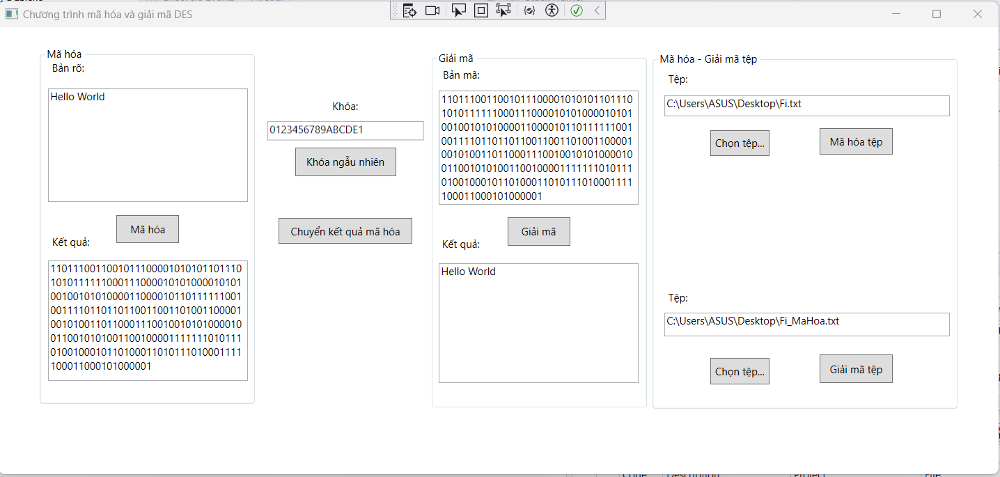 Chương trình mã hóa và giải mã DES
Mã hóa
Bản rõ:
Hello World
Mã hóa
Kết quả:
1101110011001011100001010101101110
1010111111000111000010101000010101
0010010101000011000010110111111001
0011110110110110011001101001100001
0010100110110001110010010101000010
0110010101001100100001111111010111
0100100010110100011010111010001111
100011000101000001
Khóa:
0123456789ABCDE1
Khóa ngẫu nhiên
Chuyển kết quả mã hóa
Giải mã
Bản mã:
1101110011001011100001010101101110
1010111111000111000010101000010101
0010010101000011000010110111111001
0011110110110110011001101001100001
0010100110110001110010010101000010
0110010101001100100001111111010111
0100100010110100011010111010001111
100011000101000001
Giải mã
Kết quả:
Hello World
Mã hóa - Giải mã tệp
Tệp:
C:\Users\ASUS\Desktop\Fi.txt
Chọn tệp...
Mã hóa tệp
Tệp:
C:\Users\ASUS\Desktop\Fi_MaHoa.txt
Chọn tệp...
Giải mã tệp